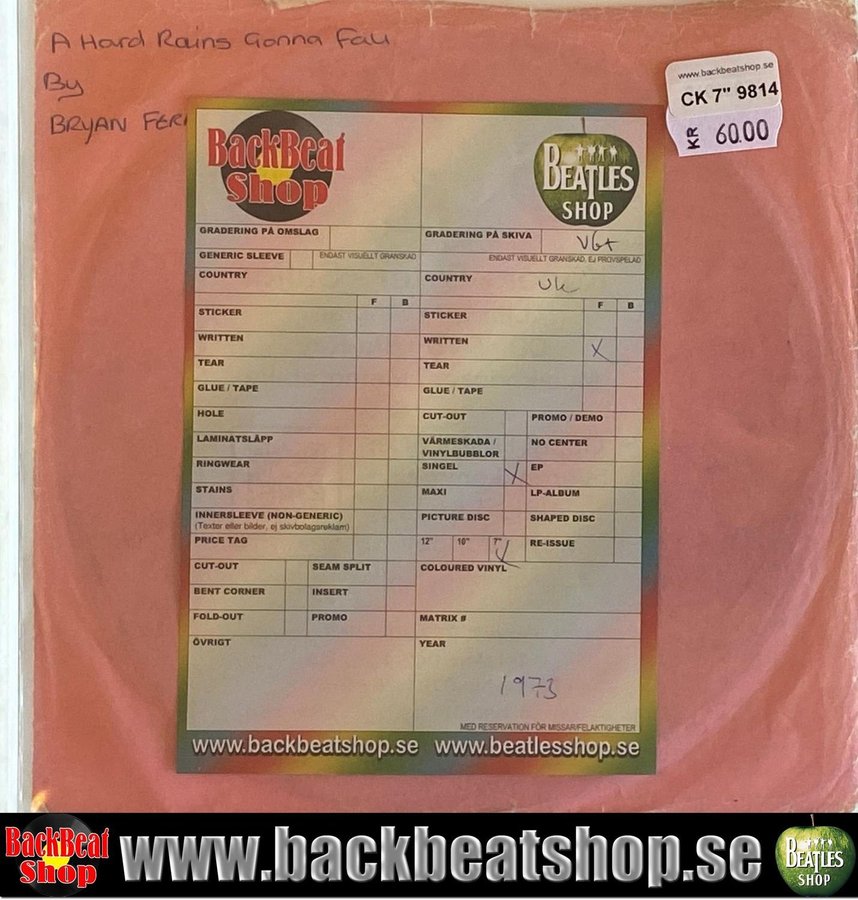 A Hard Rains Gonna Fall
By
BRYAN FER
www.backbeatshop.se
CK 7" 9814
KR 60.00
BackBeat
Shop
BEATLES
SHOP
GRADERING PÅ OMSLAG
GENERIC SLEEVE
ENDAST VISUELLT GRANSKAD
COUNTRY
F B
STICKER
WRITTEN
TEAR
GLUE / TAPE
HOLE
LAMINATSLÄPP
RINGWEAR
STAINS
INNERSLEEVE (NON-GENERIC)
(Texter eller bilder, ej skivbolagsreklam)
PRICE TAG
CUT-OUT SEAM SPLIT
BENT CORNER INSERT
FOLD-OUT PROMO
ÖVRIGT
GRADERING PÅ SKIVA VG+
ENDAST VISUELLT GRANSKAD, EJ PROVSPELAD
COUNTRY UK
F B
STICKER
WRITTEN X
TEAR
GLUE / TAPE
CUT-OUT PROMO / DEMO
VÄRMESKADA / NO CENTER
VINYLBUBBLOR
SINGEL X EP
MAXI LP-ALBUM
PICTURE DISC SHAPED DISC
12" 10" 7" X RE-ISSUE
COLOURED VINYL
MATRIX #
YEAR
1973
MED RESERVATION FÖR MISSAR/FELAKTIGHETER
www.backbeatshop.se www.beatlesshop.se
BackBeat
Shop
www.backbeatshop.se
BEATLES
SHOP